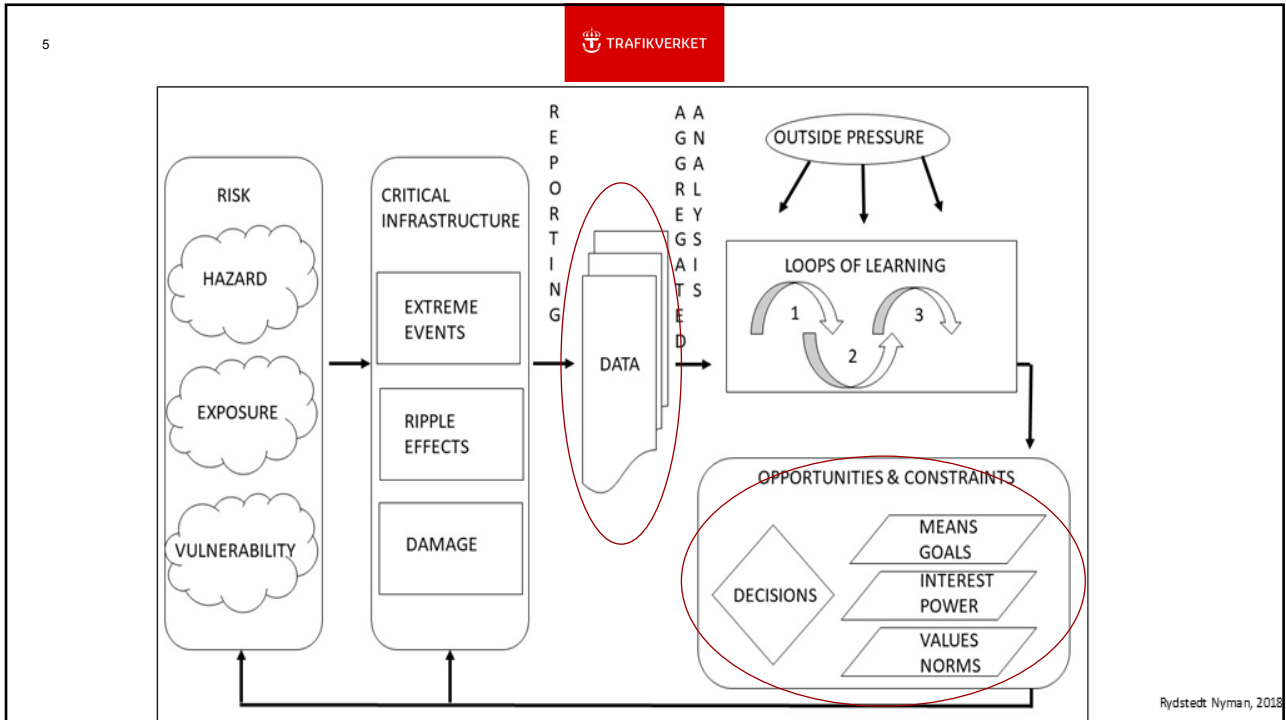 5
TRAFIKVERKET
RISK
HAZARD
EXPOSURE
VULNERABILITY
CRITICAL
INFRASTRUCTURE
EXTREME
EVENTS
RIPPLE
EFFECTS
DAMAGE
REPORTING
DATA
AGGREGATED
ANALYSIS
OUTSIDE PRESSURE
LOOPS OF LEARNING
1
2
3
OPPORTUNITIES & CONSTRAINTS
DECISIONS
MEANS
GOALS
INTEREST
POWER
VALUES
NORMS
Rydstedt Nyman, 2018